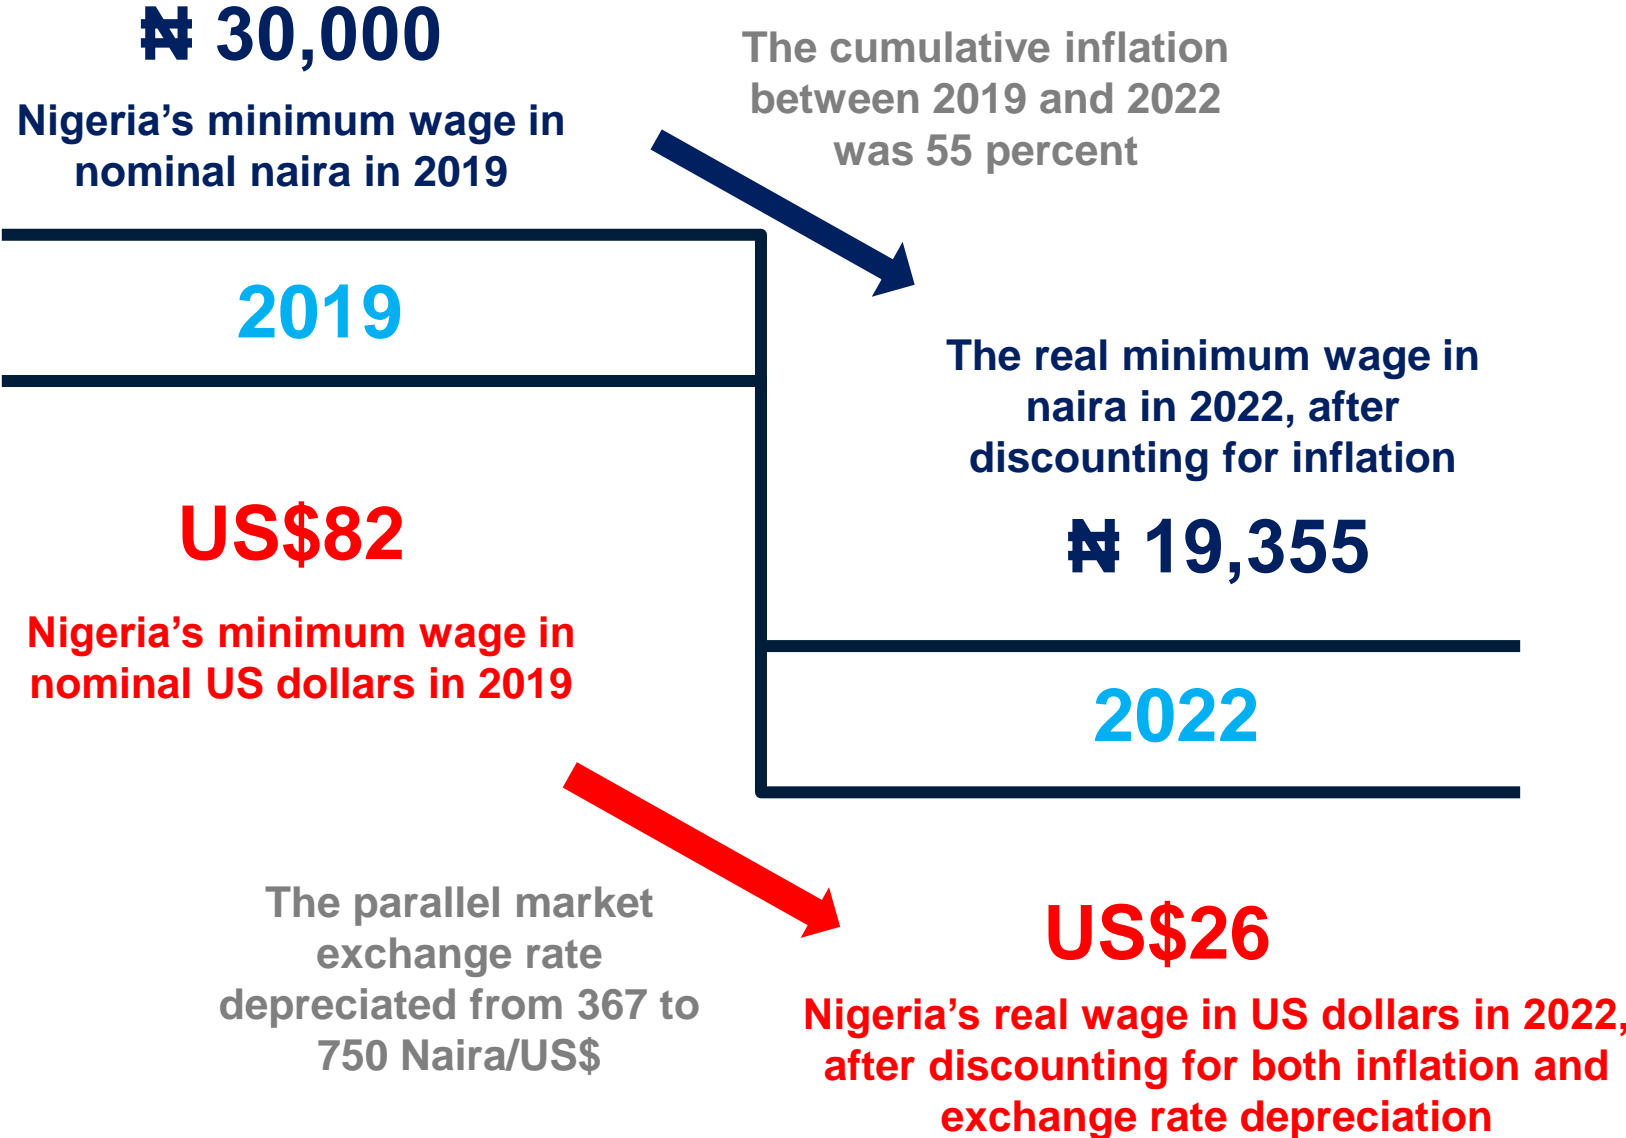 ₦ 30,000
Nigeria’s minimum wage in
nominal naira in 2019
The cumulative inflation
between 2019 and 2022
was 55 percent
2019
The real minimum wage in
naira in 2022, after
discounting for inflation
₦ 19,355
US$82
Nigeria’s minimum wage in
nominal US dollars in 2019
2022
The parallel market
exchange rate
depreciated from 367 to
750 Naira/US$
US$26
Nigeria’s real wage in US dollars in 2022,
after discounting for both inflation and
exchange rate depreciation